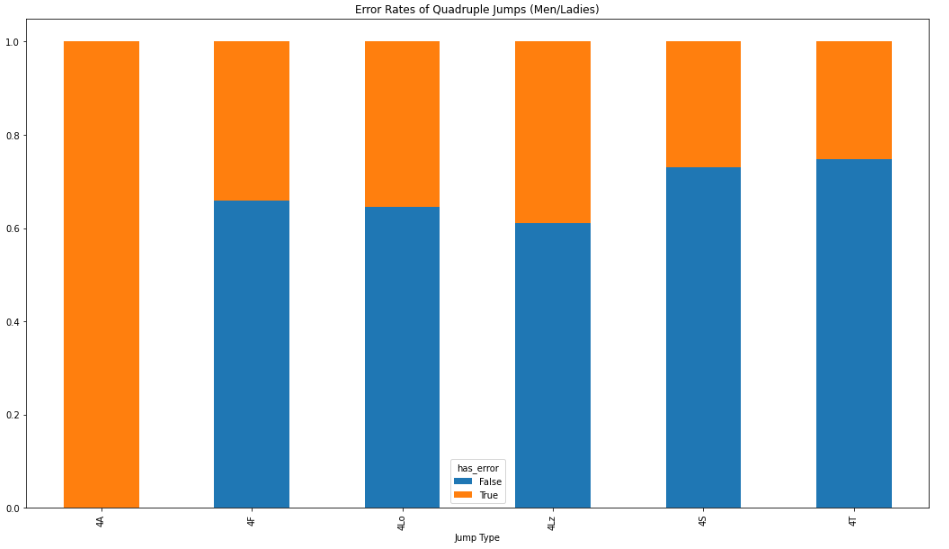 Error Rates of Quadruple Jumps (Men/Ladies)
1.0
0.8
0.6
0.4
0.2
0.0
has_error
False
True
4A
4F
4Lo
4Lz
4S
4T
Jump Type